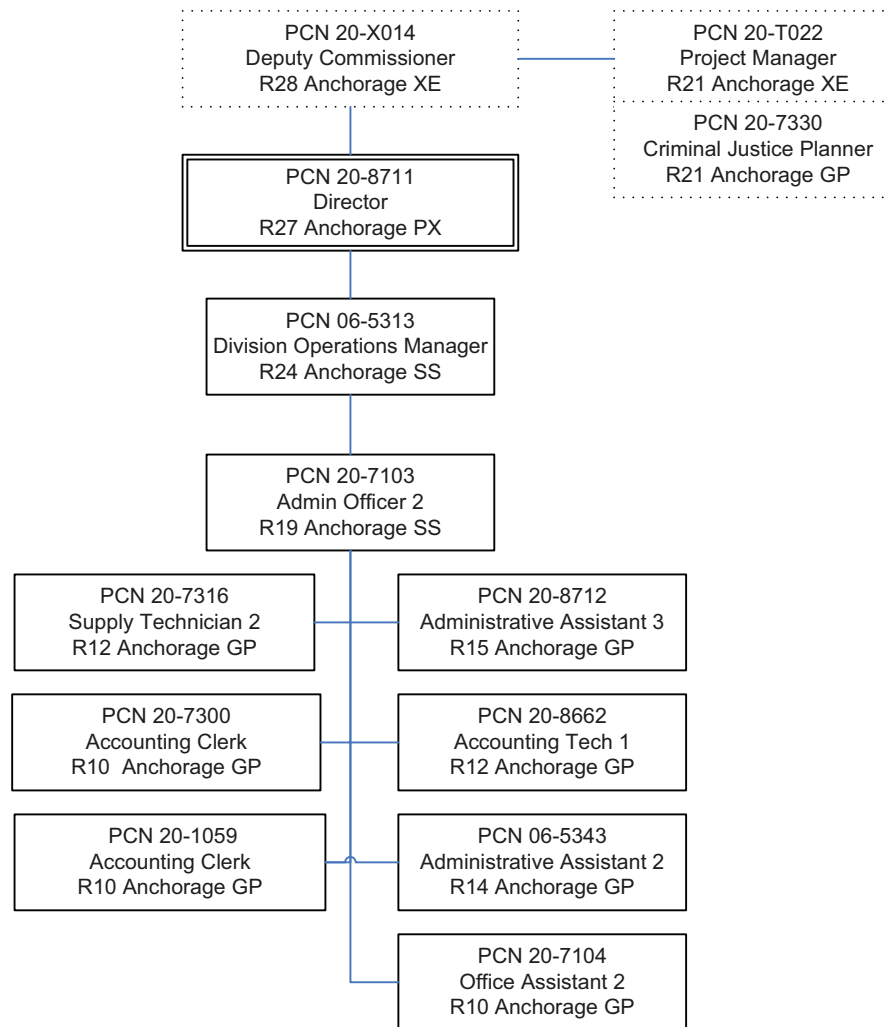 PCN 20-X014
Deputy Commissioner
R28 Anchorage XE
PCN 20-T022
Project Manager
R21 Anchorage XE
PCN 20-7330
Criminal Justice Planner
R21 Anchorage GP
PCN 20-8711
Director
R27 Anchorage PX
PCN 06-5313
Division Operations Manager
R24 Anchorage SS
PCN 20-7103
Admin Officer 2
R19 Anchorage SS
PCN 20-7316
Supply Technician 2
R12 Anchorage GP
PCN 20-8712
Administrative Assistant 3
R15 Anchorage GP
PCN 20-7300
Accounting Clerk
R10  Anchorage GP
PCN 20-8662
Accounting Tech 1
R12 Anchorage GP
PCN 20-1059
Accounting Clerk
R10 Anchorage GP
PCN 06-5343
Administrative Assistant 2
R14 Anchorage GP
PCN 20-7104
Office Assistant 2
R10 Anchorage GP